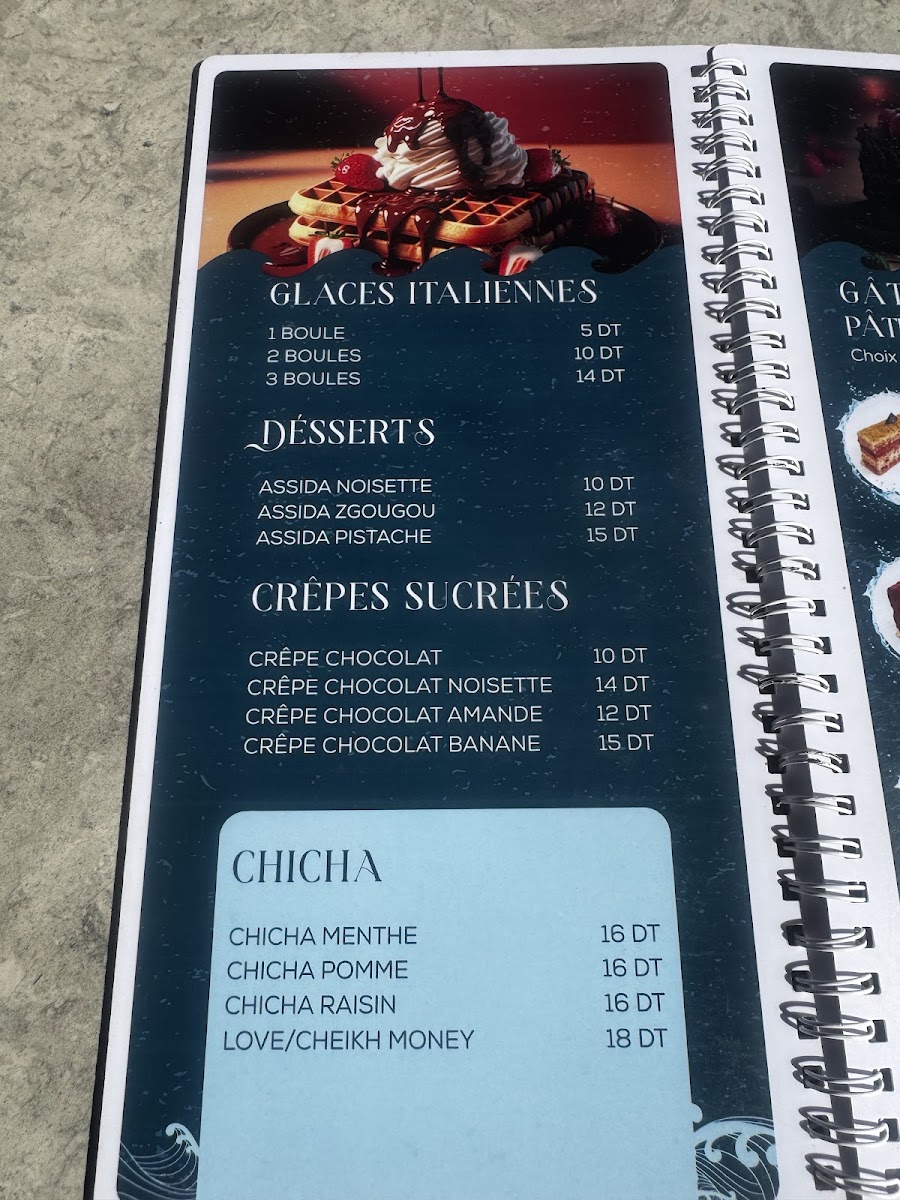 GLACES ITALIENNES
1 BOULE 5 DT
2 BOULES 10 DT
3 BOULES 14 DT
DÉSSERTS
ASSIDA NOISETTE 10 DT
ASSIDA ZGOUGOU 12 DT
ASSIDA PISTACHE 15 DT
CRÊPES SUCRÉES
CRÊPE CHOCOLAT 10 DT
CRÊPE CHOCOLAT NOISETTE 14 DT
CRÊPE CHOCOLAT AMANDE 12 DT
CRÊPE CHOCOLAT BANANE 15 DT
CHICHA
CHICHA MENTHE 16 DT
CHICHA POMME 16 DT
CHICHA RAISIN 16 DT
LOVE/CHEIKH MONEY 18 DT
Choix